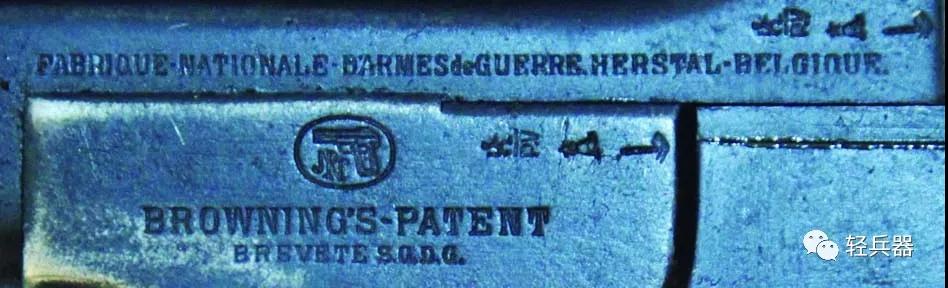 FABRIQUE-NATIONALE-D'ARMES de GUERRE. HERSTAL-BELGIQUE.
BROWNING'S-PATENT
BREVETE S.G.D.G.
轻兵器